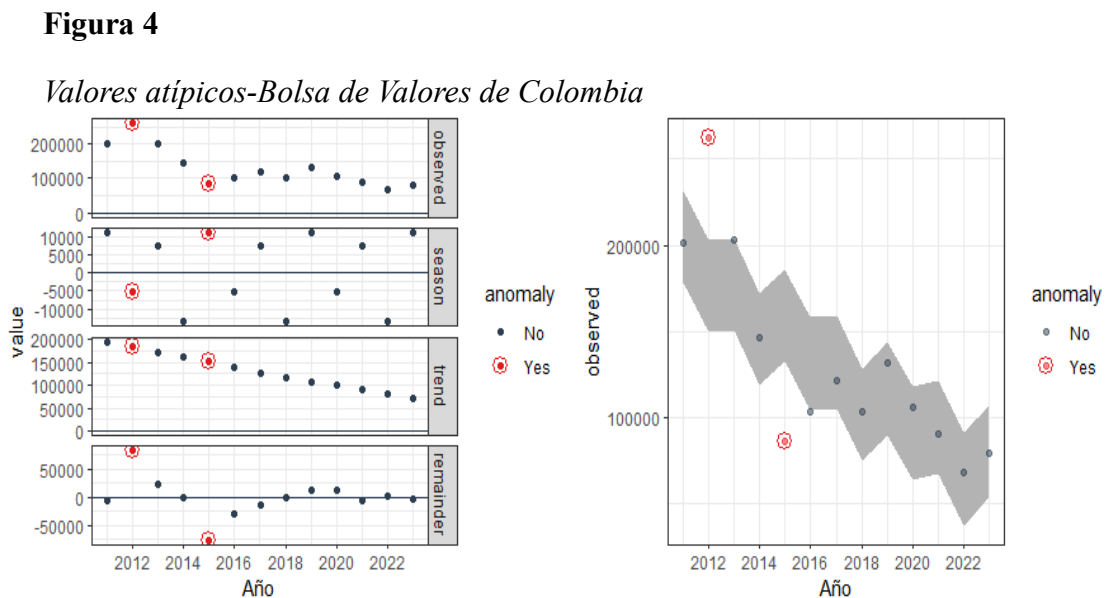 Figura 4
Valores atípicos-Bolsa de Valores de Colombia
value
200000
100000
0
observed
10000
5000
0
-5000
-10000
season
200000
150000
100000
50000
0
trend
50000
0
-50000
remainder
2012 2014 2016 2018 2020 2022
Año
anomaly
No
Yes
observed
200000
100000
2012 2014 2016 2018 2020 2022
Año
anomaly
No
Yes